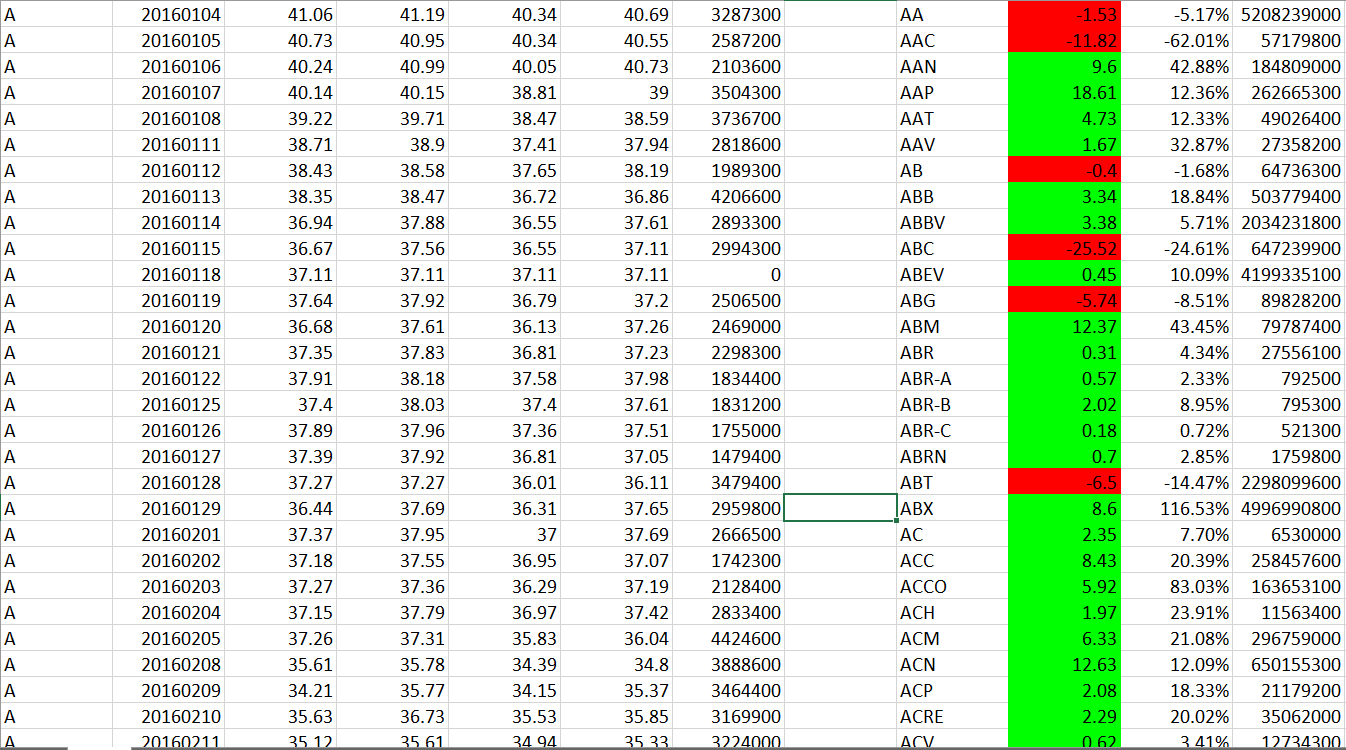 A 20160104 41.06 41.19 40.34 40.69 3287300 AA -1.53 -5.17% 5208239000
A 20160105 40.73 40.95 40.34 40.55 2587200 AAC -11.82 -62.01% 57179800
A 20160106 40.24 40.99 40.05 40.73 2103600 AAN 9.6 42.88% 184809000
A 20160107 40.14 40.15 38.81 39 3504300 AAP 18.61 12.36% 262665300
A 20160108 39.22 39.71 38.47 38.59 3736700 AAT 4.73 12.33% 49026400
A 20160111 38.71 38.9 37.41 37.94 2818600 AAV 1.67 32.87% 27358200
A 20160112 38.43 38.58 37.65 38.19 1989300 AB -0.4 -1.68% 64736300
A 20160113 38.35 38.47 36.72 36.86 4206600 ABB 3.34 18.84% 503779400
A 20160114 36.94 37.88 36.55 37.61 2893300 ABBV 3.38 5.71% 2034231800
A 20160115 36.67 37.56 36.55 37.11 2994300 ABC -25.52 -24.61% 647239900
A 20160118 37.11 37.11 37.11 37.11 0 ABEV 0.45 10.09% 4199335100
A 20160119 37.64 37.92 36.79 37.2 2506500 ABG -5.74 -8.51% 89828200
A 20160120 36.68 37.61 36.13 37.26 2469000 ABM 12.37 43.45% 79787400
A 20160121 37.35 37.83 36.81 37.23 2298300 ABR 0.31 4.34% 27556100
A 20160122 37.91 38.18 37.58 37.98 1834400 ABR-A 0.57 2.33% 792500
A 20160125 37.4 38.03 37.4 37.61 1831200 ABR-B 2.02 8.95% 795300
A 20160126 37.89 37.96 37.36 37.51 1755000 ABR-C 0.18 0.72% 521300
A 20160127 37.39 37.92 36.81 37.05 1479400 ABRN 0.7 2.85% 1759800
A 20160128 37.27 37.27 36.01 36.11 3479400 ABT -6.5 -14.47% 2298099600
A 20160129 36.44 37.69 36.31 37.65 2959800 ABX 8.6 116.53% 4996990800
A 20160201 37.37 37.95 37 37.69 2666500 AC 2.35 7.70% 6530000
A 20160202 37.18 37.55 36.95 37.07 1742300 ACC 8.43 20.39% 258457600
A 20160203 37.27 37.36 36.29 37.19 2128400 ACCO 5.92 83.03% 163653100
A 20160204 37.15 37.79 36.97 37.42 2833400 ACH 1.97 23.91% 11563400
A 20160205 37.26 37.31 35.83 36.04 4424600 ACM 6.33 21.08% 296759000
A 20160208 35.61 35.78 34.39 34.8 3888600 ACN 12.63 12.09% 650155300
A 20160209 34.21 35.77 34.15 35.37 3464400 ACP 2.08 18.33% 21179200
A 20160210 35.63 36.73 35.53 35.85 3169900 ACRE 2.29 20.02% 35062000
A 20160211 35.12 35.61 34.94 35.33 3224000 ACV 0.62 3.41% 12734300